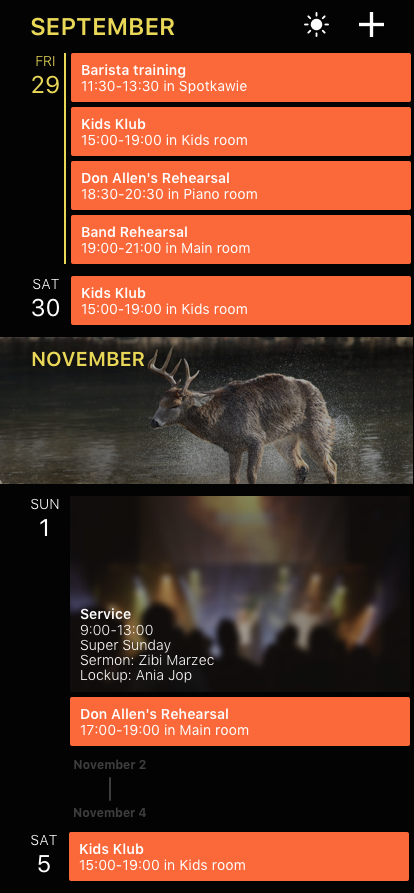 SEPTEMBER
FRI
29
Barista training
11:30-13:30 in Spotkawie
Kids Klub
15:00-19:00 in Kids room
Don Allen's Rehearsal
18:30-20:30 in Piano room
Band Rehearsal
19:00-21:00 in Main room
SAT
30
Kids Klub
15:00-19:00 in Kids room
NOVEMBER
SUN
1
Service
9:00-13:00
Super Sunday
Sermon: Zibi Marzec
Lockup: Ania Jop
Don Allen's Rehearsal
17:00-19:00 in Main room
November 2
November 4
SAT
5
Kids Klub
15:00-19:00 in Kids room